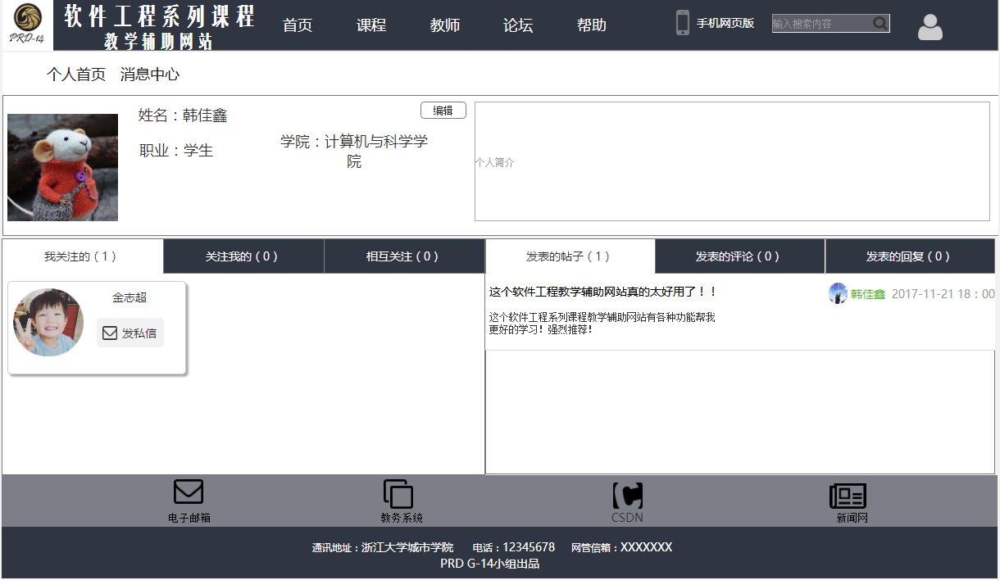 PRD-14
软件工程系列课程
教学辅助网站
首页 课程 教师 论坛 帮助 手机网页版 输入搜索内容
个人首页 消息中心
姓名：韩佳鑫
编辑
职业：学生
学院：计算机与科学学
院
个人简介
我关注的（1） 关注我的（0） 相互关注（0） 发表的帖子（1） 发表的评论（0） 发表的回复（0）
金志超
发私信
这个软件工程教学辅助网站真的太好用了！！ 韩佳鑫 2017-11-21 18：00
这个软件工程系列课程教学辅助网站有各种功能帮我
更好的学习！强烈推荐！
电子邮箱 教务系统 CSDN 新闻网
通讯地址：浙江大学城市学院 电话：12345678 网管信箱：XXXXXXX
PRD G-14小组出品